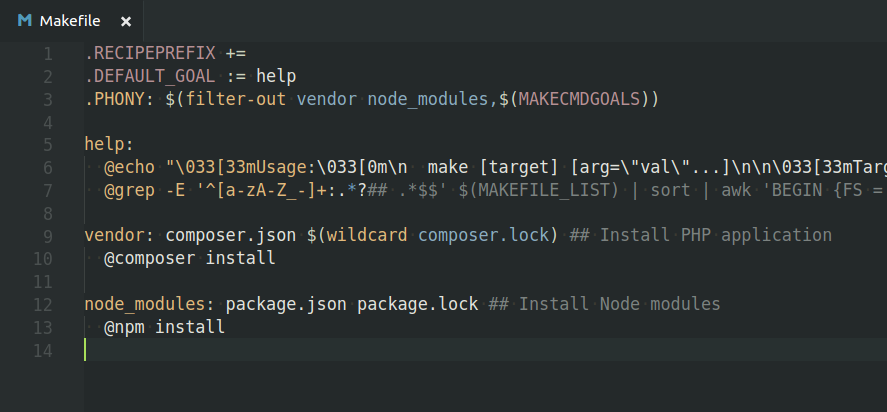 M Makefile ×
1 .RECIPEPREFIX +=
2 .DEFAULT_GOAL := help
3 .PHONY: $(filter-out vendor node_modules,$(MAKECMDGOALS))
4
5 help:
6   @echo "\033[33mUsage:\033[0m\n  make [target] [arg=\"val\"...]\n\n\033[33mTarg
7   @grep -E '^[a-zA-Z_-]+:.*?## .*$$' $(MAKEFILE_LIST) | sort | awk 'BEGIN {FS =
8
9 vendor: composer.json $(wildcard composer.lock) ## Install PHP application
10   @composer install
11
12 node_modules: package.json package.lock ## Install Node modules
13   @npm install
14